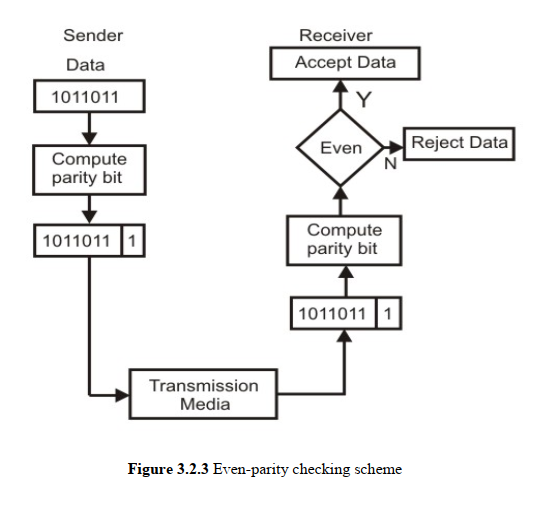 Sender
Data
1011011
Compute
parity bit
1011011 1
Transmission
Media
Receiver
Accept Data
Y
Even
N
Reject Data
Compute
parity bit
1011011 1
Figure 3.2.3 Even-parity checking scheme